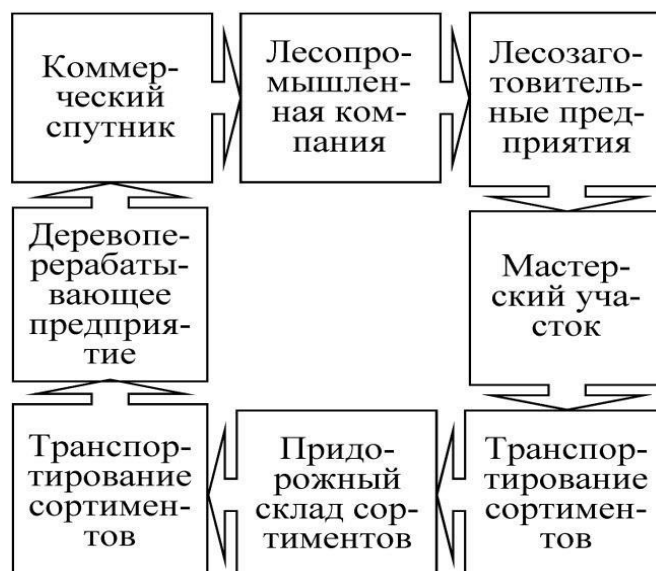 Коммер-
ческий
спутник
Лесопро-
мышлен-
ная ком-
пания
Лесозаго-
товитель-
ные пред-
приятия
Деревопе-
рерабаты-
вающее
предприя-
тие
Мастер-
ский уча-
сток
Транспор-
тирование
сортимен-
тов
Придо-
рожный
склад сор-
тиментов
Транспор-
тирование
сортимен-
тов